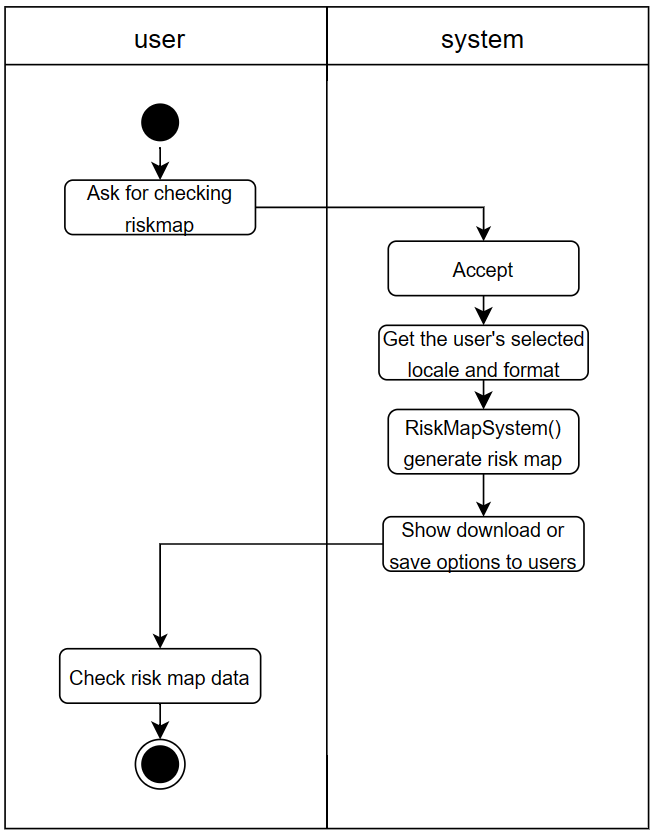 user
system
Ask for checking
riskmap
Accept
Get the user's selected
locale and format
RiskMapSystem()
generate risk map
Show download or
save options to users
Check risk map data